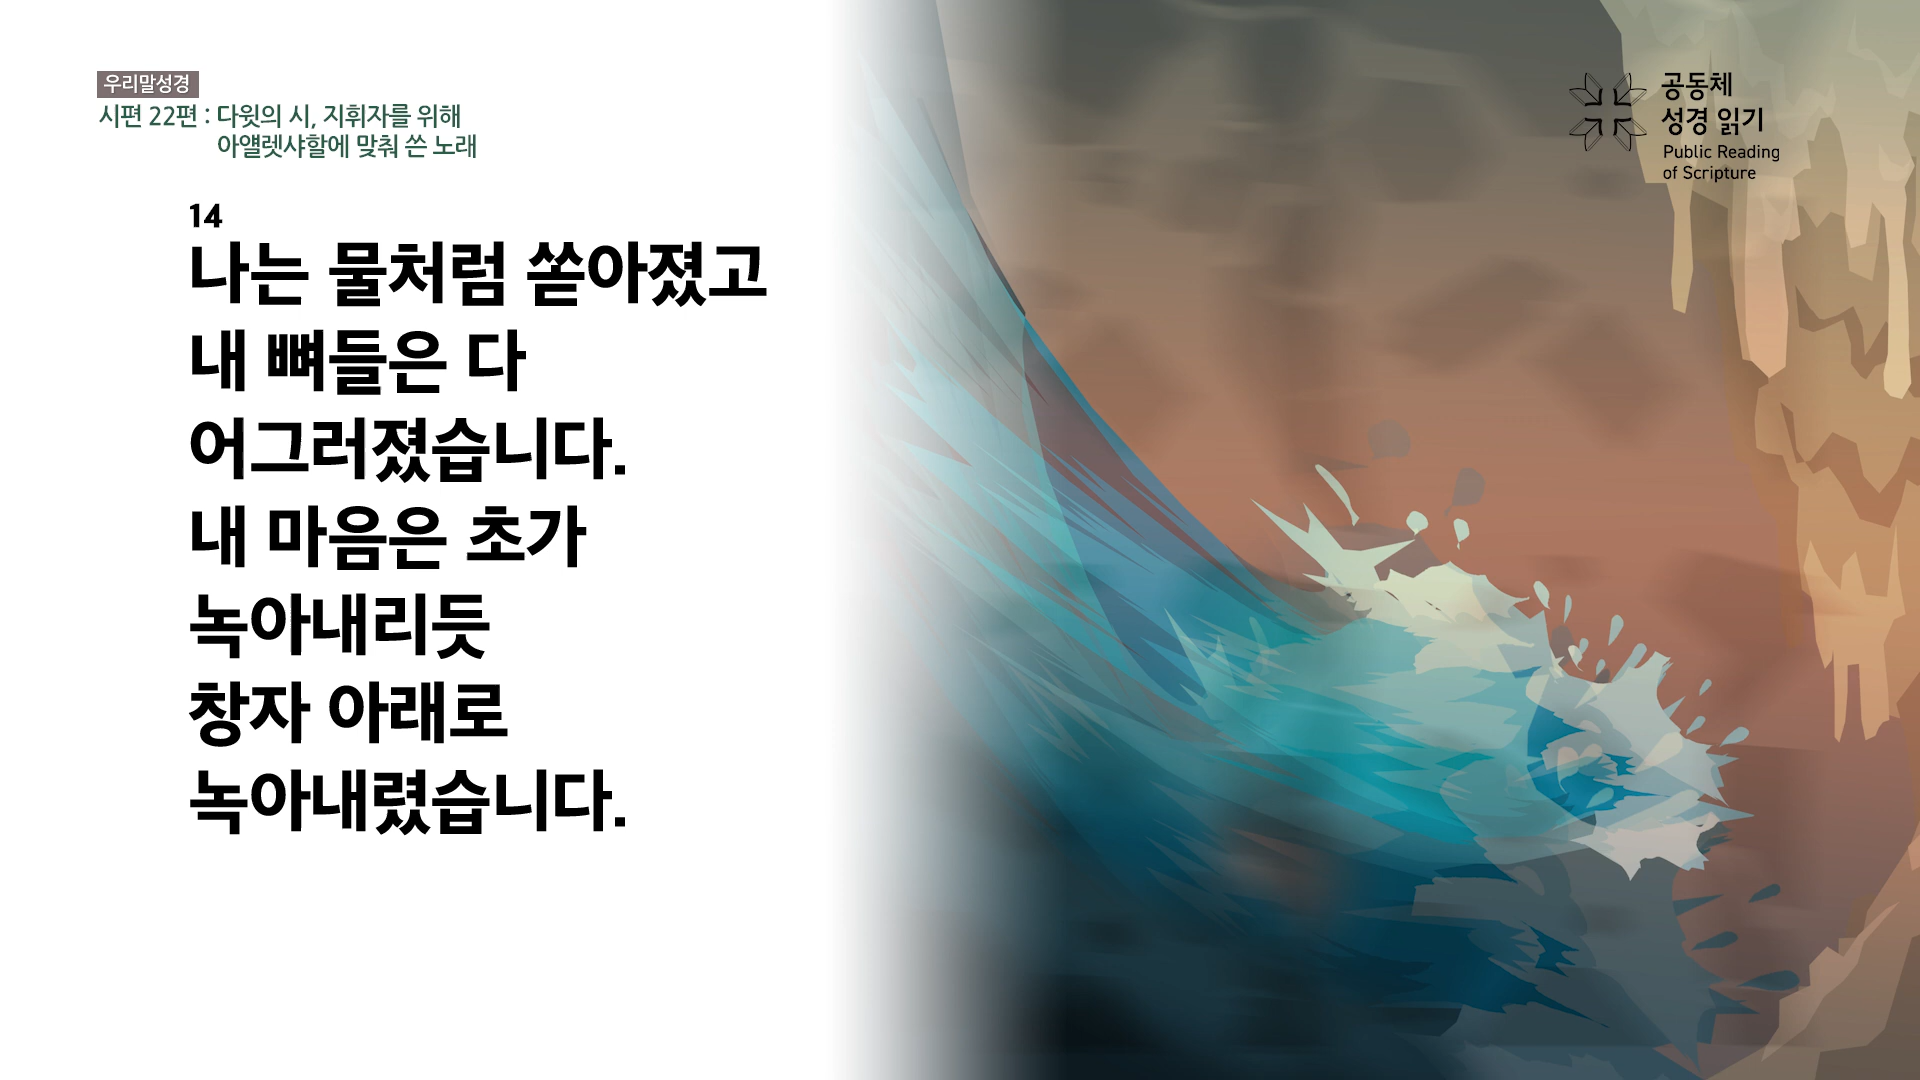 우리말성경
시편 22편 : 다윗의 시, 지휘자를 위해
아앨렛샤할에 맞춰 쓴 노래
14
나는 물처럼 쏟아졌고
내 뼈들은 다
어그러졌습니다.
내 마음은 초가
녹아내리듯
창자 아래로
녹아내렸습니다.
공동체
성경 읽기
Public Reading
of Scripture